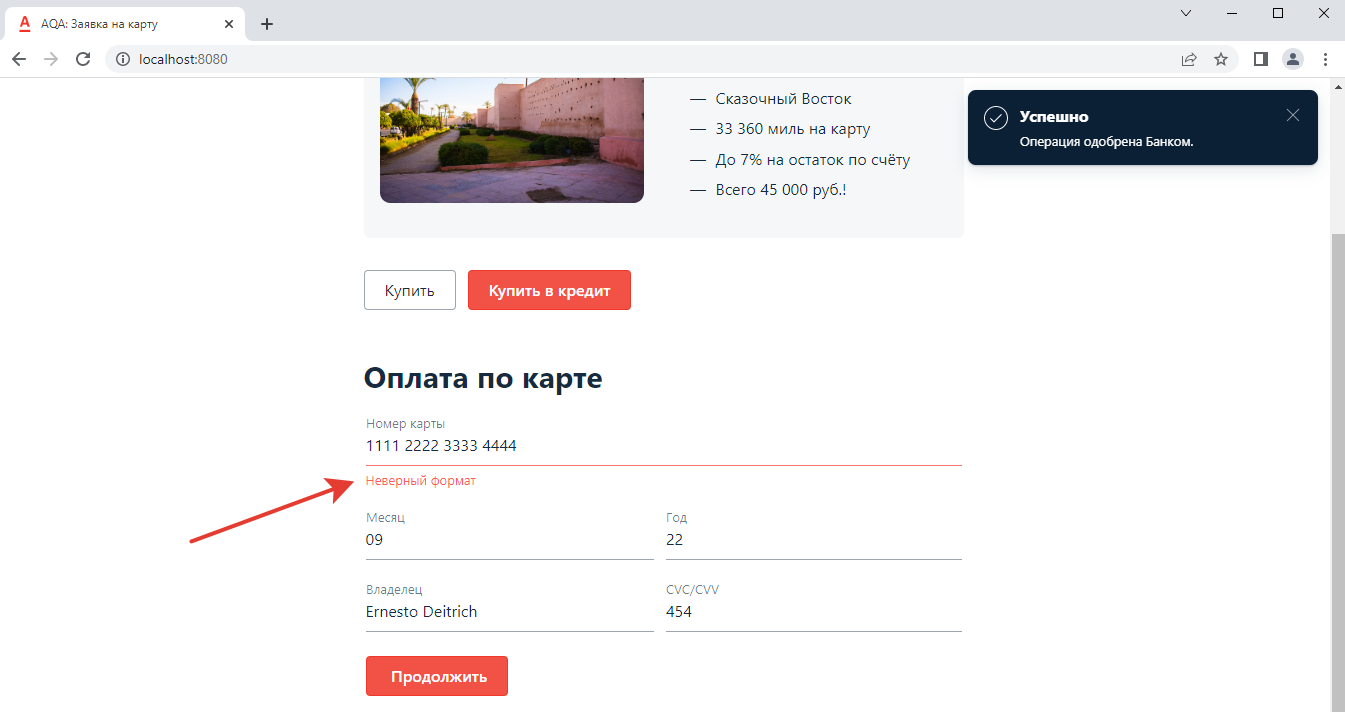 AQA: Заявка на карту
localhost:8080
— Сказочный Восток
— 33 360 миль на карту
— До 7% на остаток по счёту
— Всего 45 000 руб.!
Успешно
Операция одобрена Банком.
Купить
Купить в кредит
Оплата по карте
Номер карты
1111 2222 3333 4444
Неверный формат
Месяц
Год
09
22
Владелец
CVC/CVV
Ernesto Deitrich
454
Продолжить